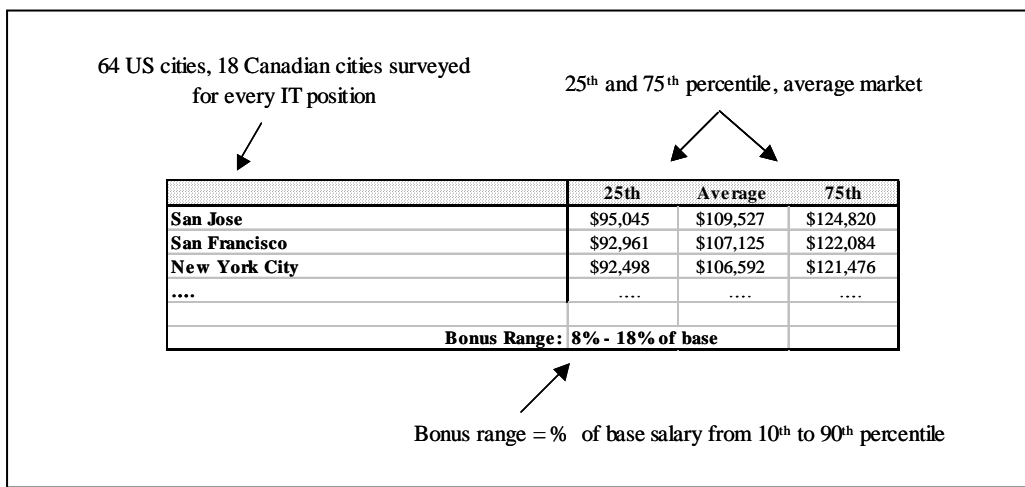 64 US cities, 18 Canadian cities surveyed
for every IT position
25th and 75th percentile, average market
25th Average 75th
San Jose $95,045 $109,527 $124,820
San Francisco $92,961 $107,125 $122,084
New York City $92,498 $106,592 $121,476
.... .... .... ....
Bonus Range: 8% - 18% of base
Bonus range = % of base salary from 10th to 90th percentile